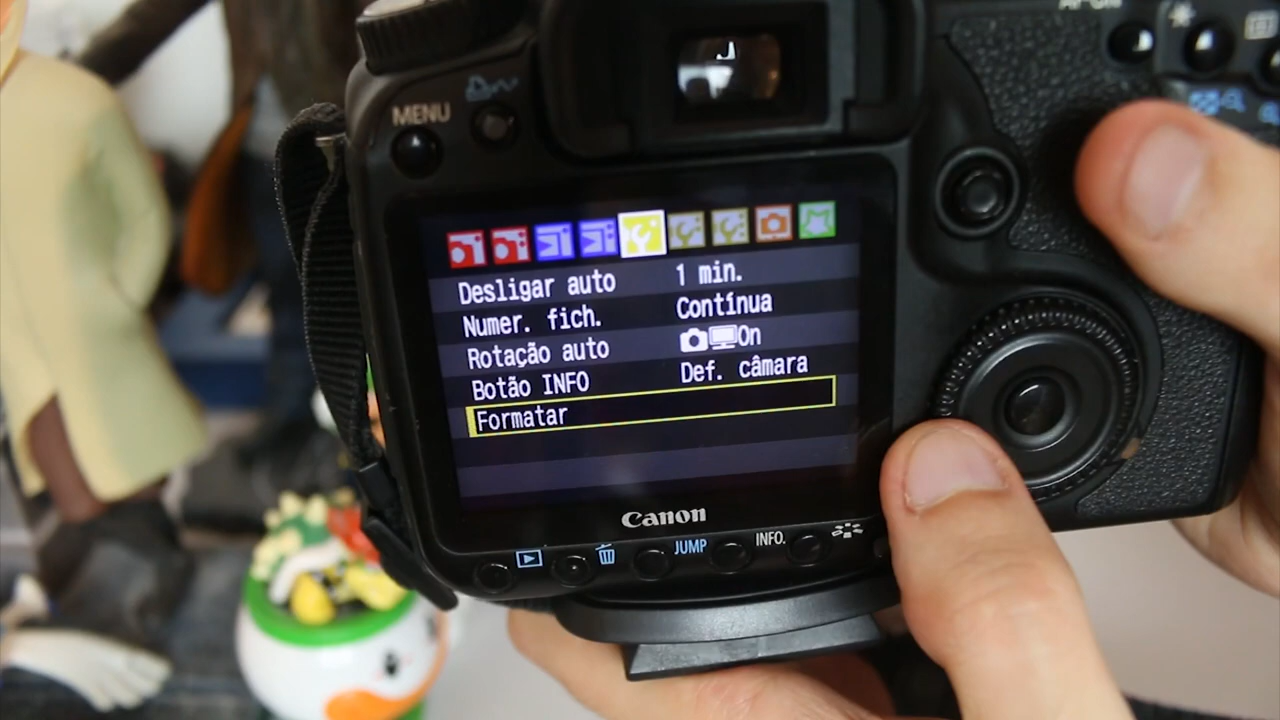 MENU
Desligar auto 1 min.
Numer. fich. Contínua
Rotação auto On
Botão INFO Def. câmara
Formatar
Canon
JUMP INFO.